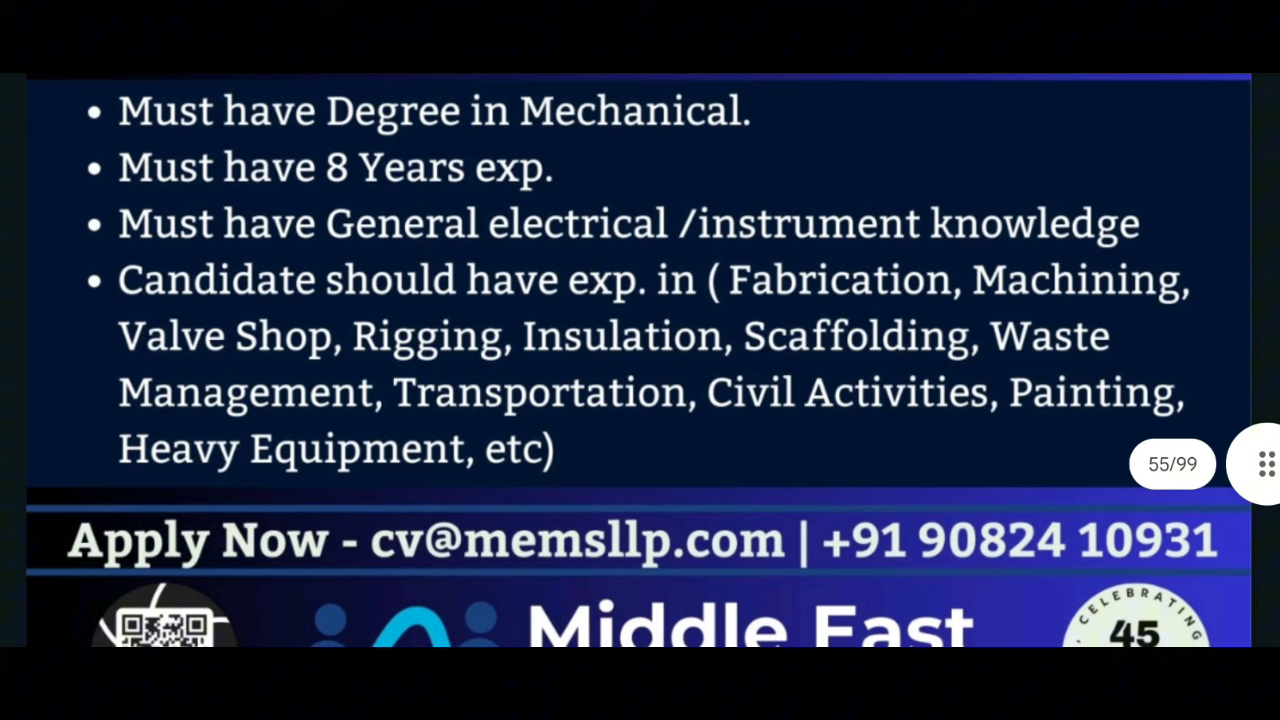 • Must have Degree in Mechanical.
• Must have 8 Years exp.
• Must have General electrical /instrument knowledge
• Candidate should have exp. in ( Fabrication, Machining,
Valve Shop, Rigging, Insulation, Scaffolding, Waste
Management, Transportation, Civil Activities, Painting,
Heavy Equipment, etc)
55/99
Apply Now - cv@memsllp.com | +91 90824 10931
Middle East
CELEBRATING
45